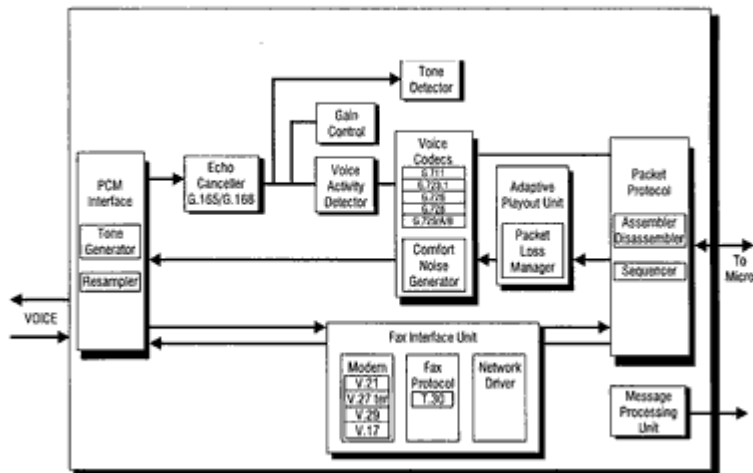 Tone
Detector
Gain
Control
Echo
Canceller
G.165/G.168
Voice
Activity
Detector
Voice
Codecs
G.711
G.723.1
G.726
G.728
G.729/A/B
Comfort
Noise
Generator
Adaptive
Playout Unit
Packet
Loss
Manager
Packet
Protocol
Assembler
Disassembler
Sequencer
To
Micro
PCM
Interface
Tone
Generator
Resampler
VOICE
Fax Interface Unit
Modem
V.21
V.27 ter
V.29
V.17
Fax
Protocol
T.30
Network
Driver
Message
Processing
Unit